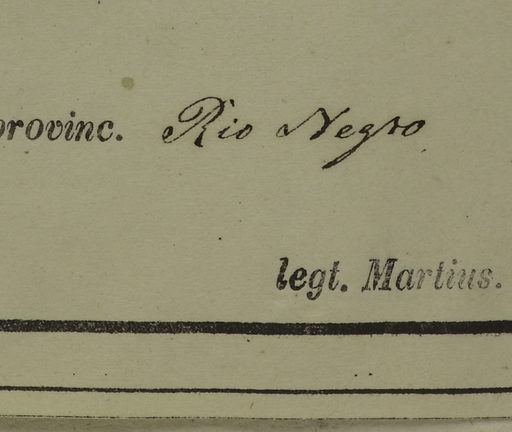 provinc. Rio Negro
legt. Martius.